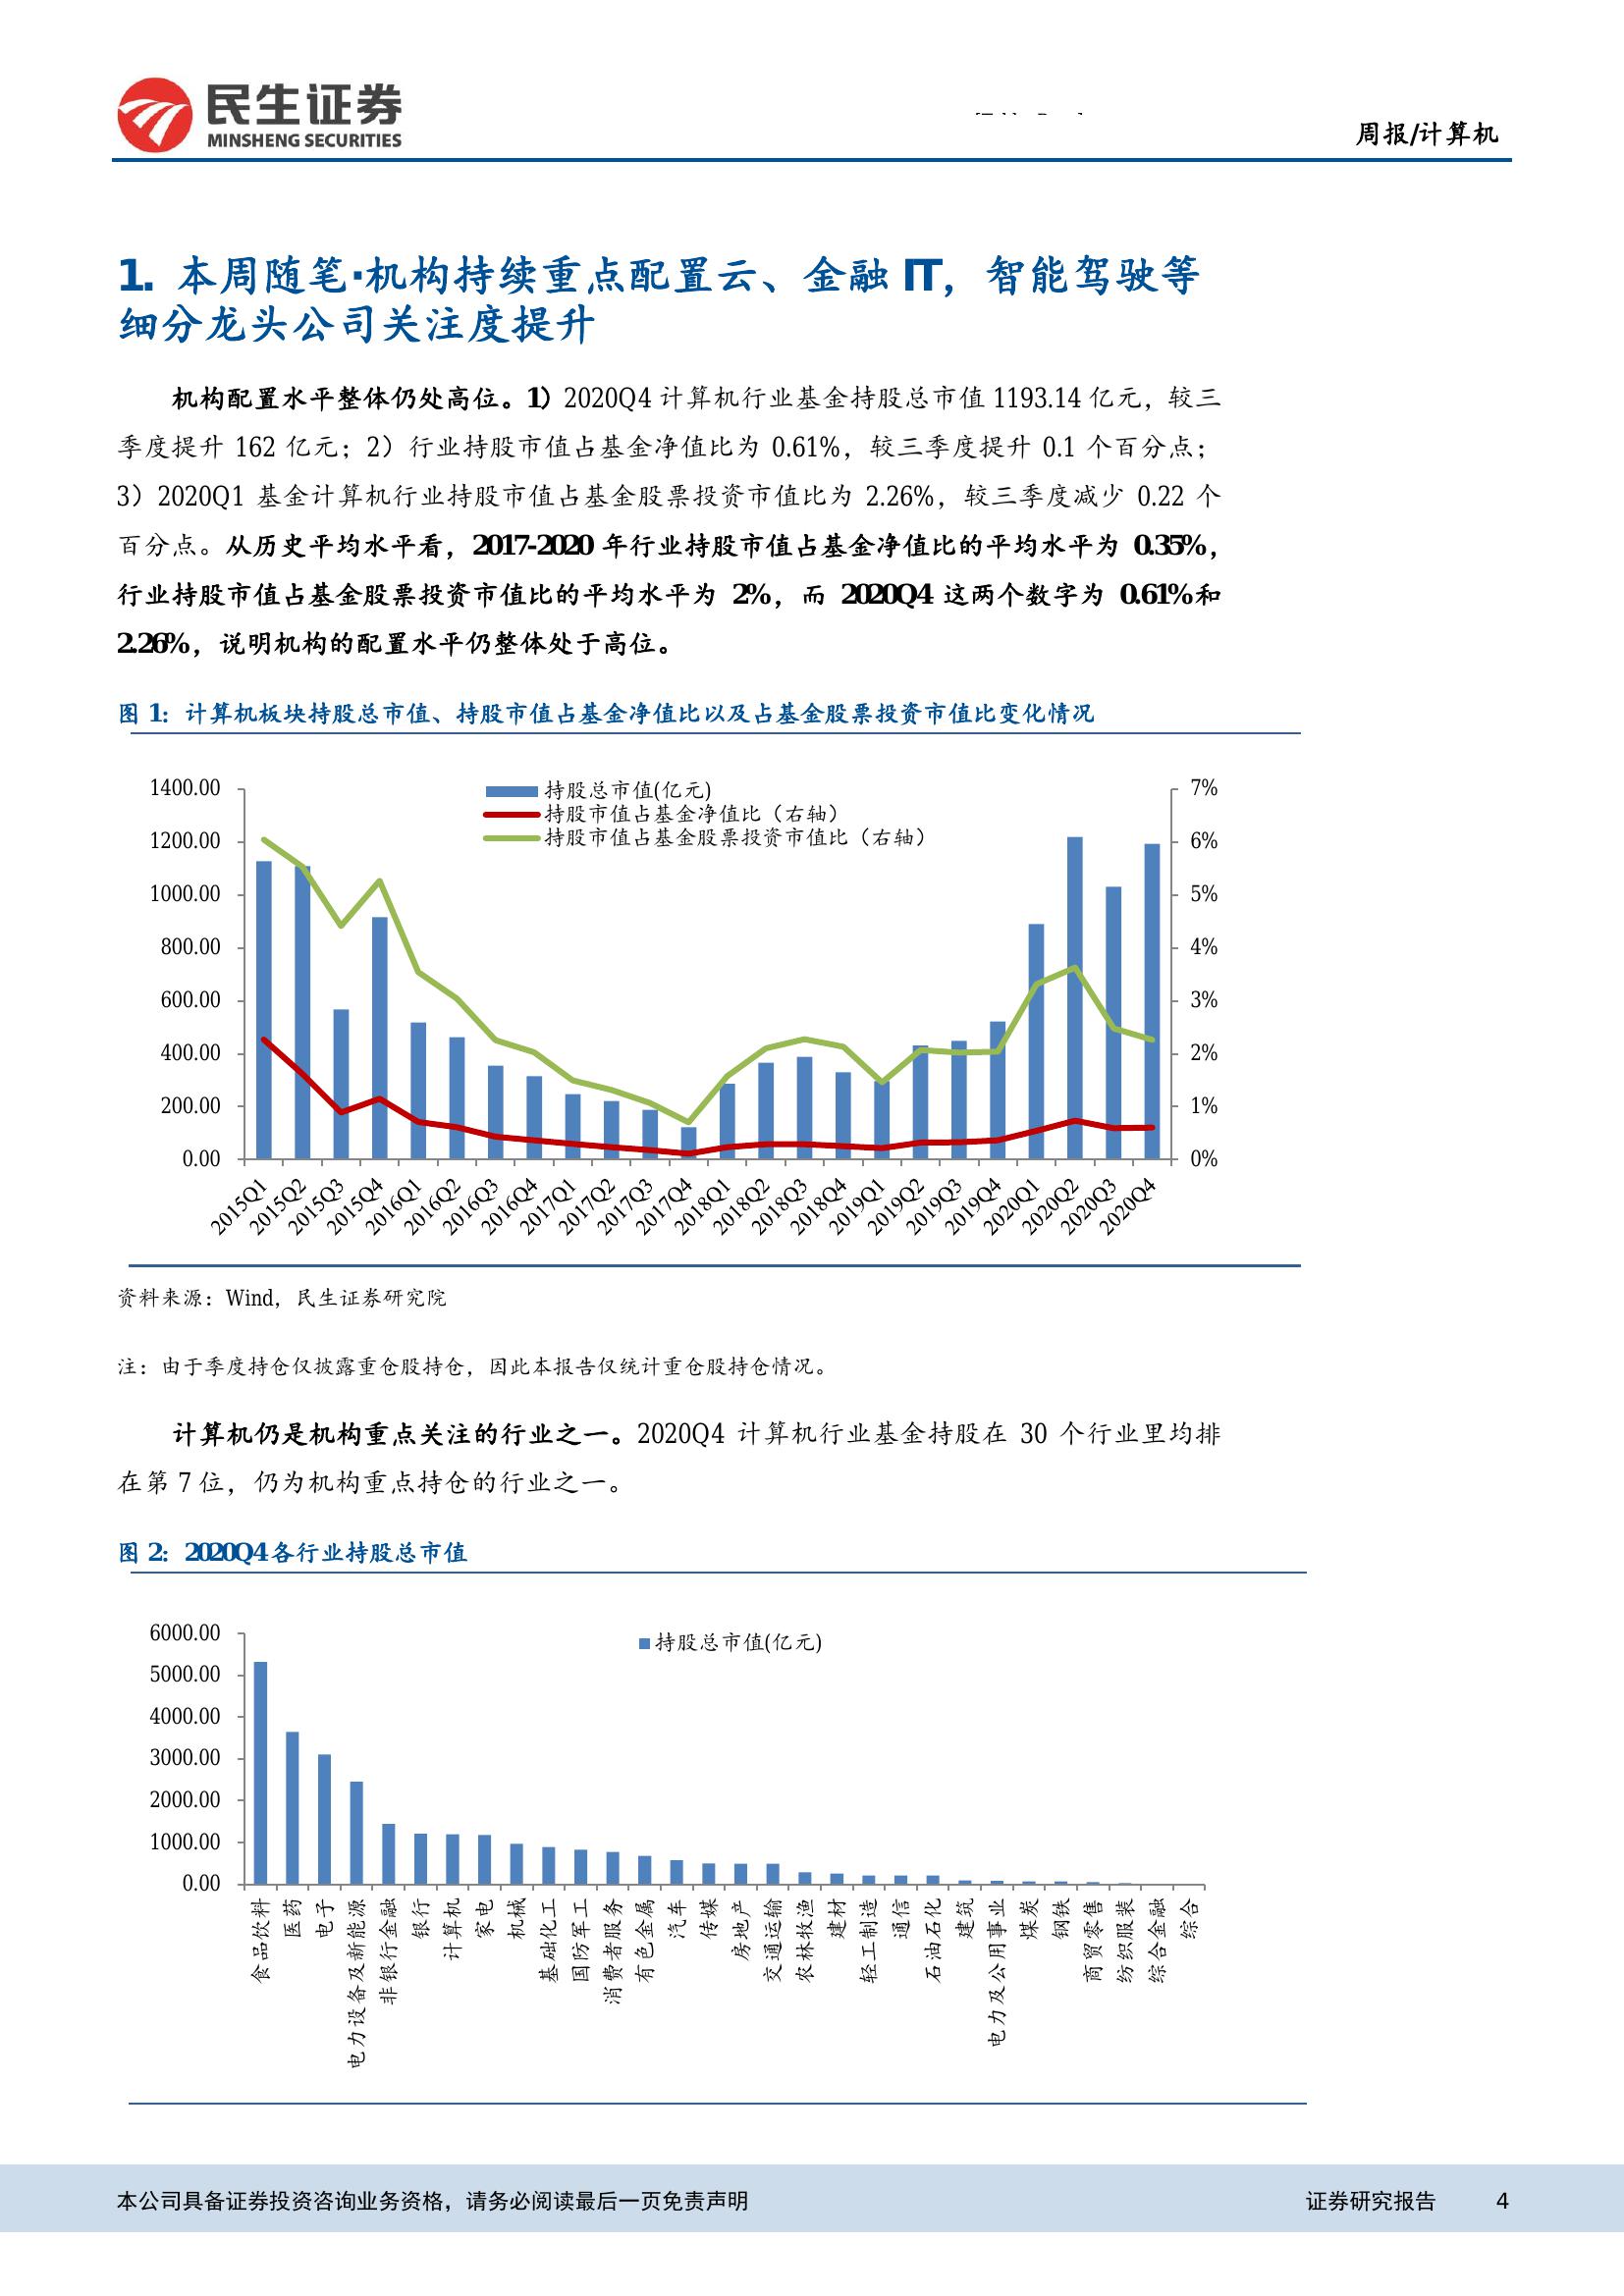 民生证券
MINSHENG SECURITIES
周报/计算机
1. 本周随笔·机构持续重点配置云、金融 IT，智能驾驶等
细分龙头公司关注度提升
机构配置水平整体仍处高位。1）2020Q4 计算机行业基金持股总市值 1193.14 亿元，较三
季度提升 162 亿元；2）行业持股市值占基金净值比为 0.61%，较三季度提升 0.1 个百分点；
3）2020Q1 基金计算机行业持股市值占基金股票投资市值比为 2.26%，较三季度减少 0.22 个
百分点。从历史平均水平看，2017-2020 年行业持股市值占基金净值比的平均水平为 0.35%，
行业持股市值占基金股票投资市值比的平均水平为 2%，而 2020Q4 这两个数字为 0.61%和
2.26%，说明机构的配置水平仍整体处于高位。
图 1：计算机板块持股总市值、持股市值占基金净值比以及占基金股票投资市值比变化情况
持股总市值(亿元)
持股市值占基金净值比（右轴）
持股市值占基金股票投资市值比（右轴）
1400.00 7%
1200.00 6%
1000.00 5%
800.00 4%
600.00 3%
400.00 2%
200.00 1%
0.00 0%
2015Q1 2015Q2 2015Q3 2015Q4 2016Q1 2016Q2 2016Q3 2016Q4 2017Q1 2017Q2 2017Q3 2017Q4 2018Q1 2018Q2 2018Q3 2018Q4 2019Q1 2019Q2 2019Q3 2019Q4 2020Q1 2020Q2 2020Q3 2020Q4
资料来源：Wind，民生证券研究院
注：由于季度持仓仅披露重仓股持仓，因此本报告仅统计重仓股持仓情况。
计算机仍是机构重点关注的行业之一。2020Q4 计算机行业基金持股在 30 个行业里均排
在第 7 位，仍为机构重点持仓的行业之一。
图 2：2020Q4 各行业持股总市值
持股总市值(亿元)
6000.00
5000.00
4000.00
3000.00
2000.00
1000.00
0.00
食品饮料 医药 电子 电力设备及新能源 非银行金融 银行 计算机 家电 机械 基础化工 国防军工 消费者服务 有色金属 汽车 传媒 房地产 交通运输 农林牧渔 建材 轻工制造 通信 石油石化 建筑 电力及公用事业 煤炭 钢铁 商贸零售 纺织服装 综合金融 综合
本公司具备证券投资咨询业务资格，请务必阅读最后一页免责声明 证券研究报告 4